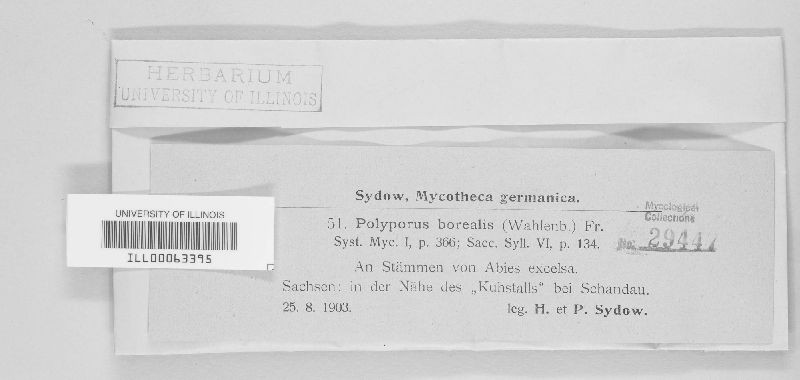 HERBARIUM
UNIVERSITY OF ILLINOIS
Sydow, Mycotheca germanica.
51. Polyporus borealis (Wahlenb.) Fr.
Syst. Myc. I, p. 366; Sacc. Syll. VI, p. 134.
Mycological
Collections
No. 29447
An Stämmen von Abies excelsa.
Sachsen: in der Nähe des „Kuhstalls“ bei Schandau.
25. 8. 1903. leg. H. et P. Sydow.
UNIVERSITY OF ILLINOIS
ILL00063395